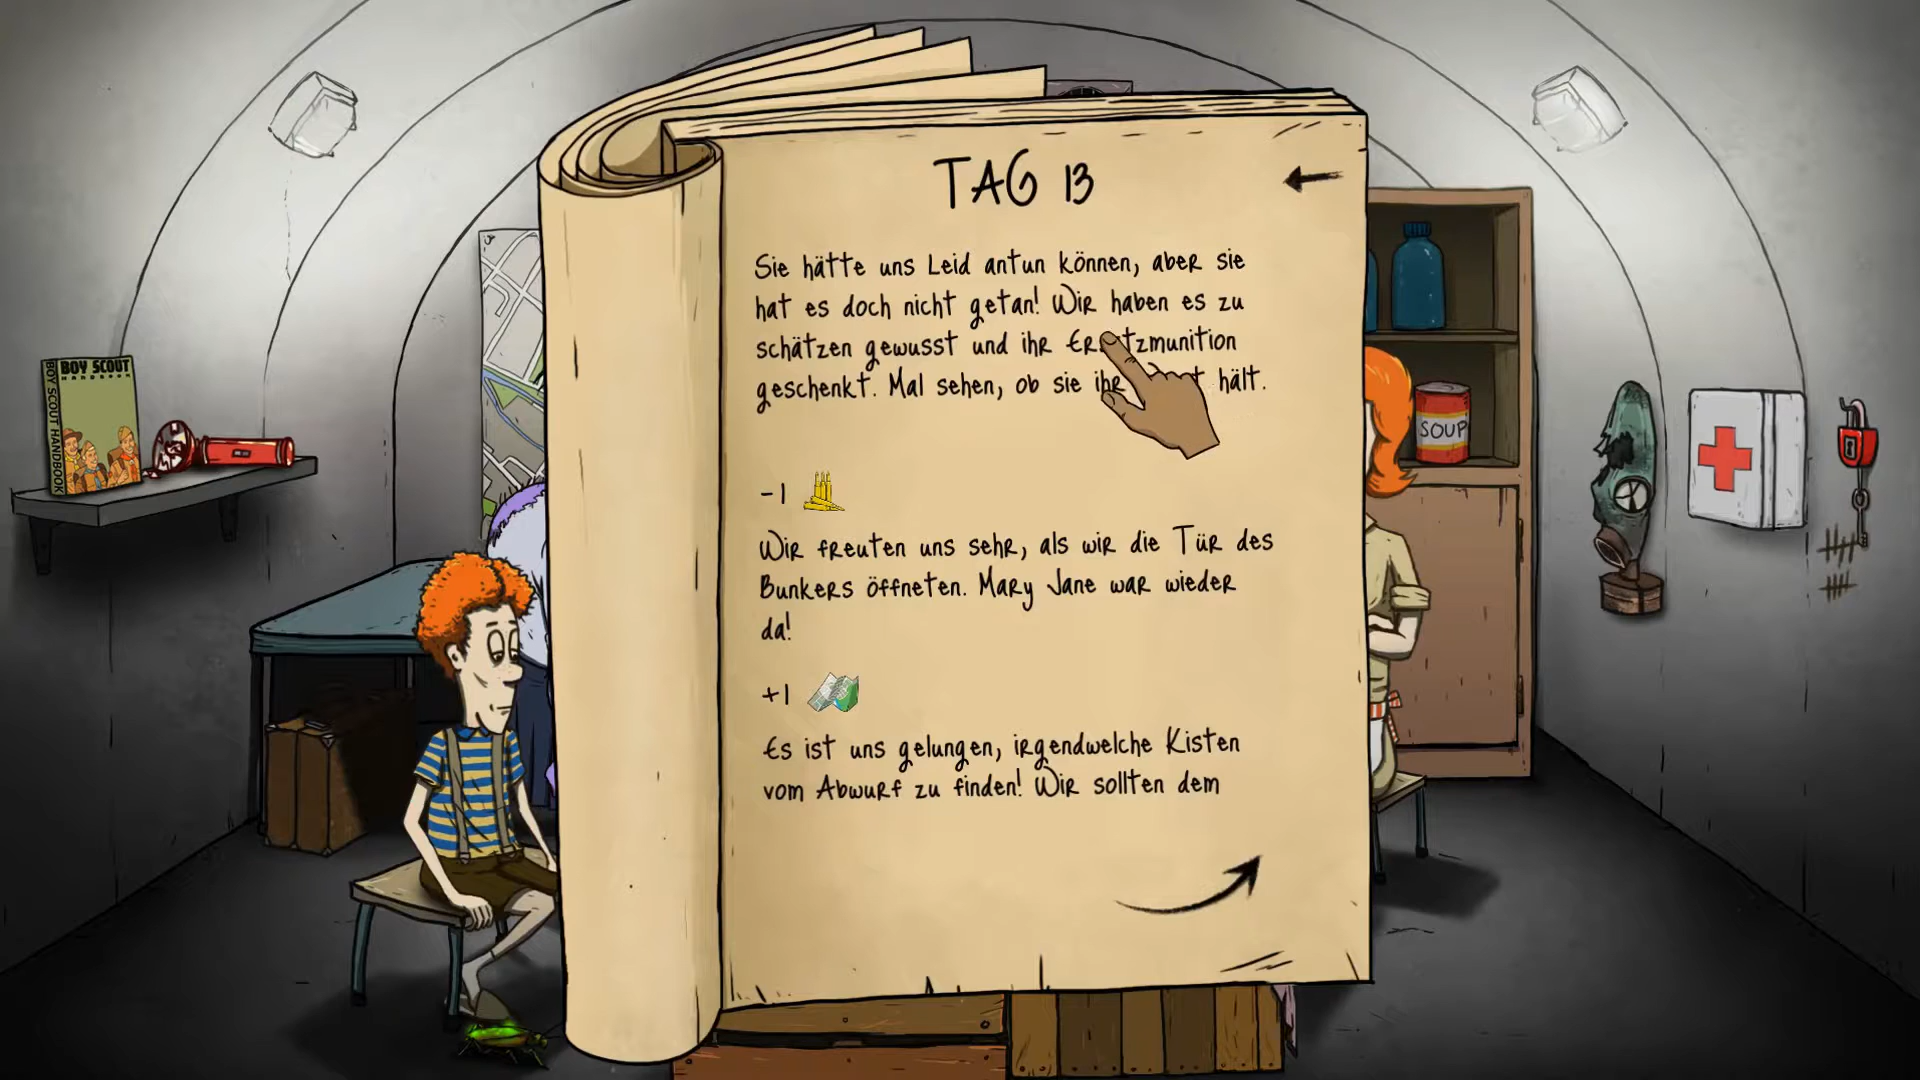 TAG 13
Sie hätte uns Leid antun können, aber sie
hat es doch nicht getan! Wir haben es zu
schätzen gewusst und ihr Ersatzmunition
geschenkt. Mal sehen, ob sie ihr hält.
-1
Wir freuten uns sehr, als wir die Tür des
Bunkers öffneten. Mary Jane war wieder
da!
+1
Es ist uns gelungen, irgendwelche Kisten
vom Abwurf zu finden! Wir sollten dem
BOY SCOUT
HANDBOOK
BOY SCOUT HANDBOOK
SOUP